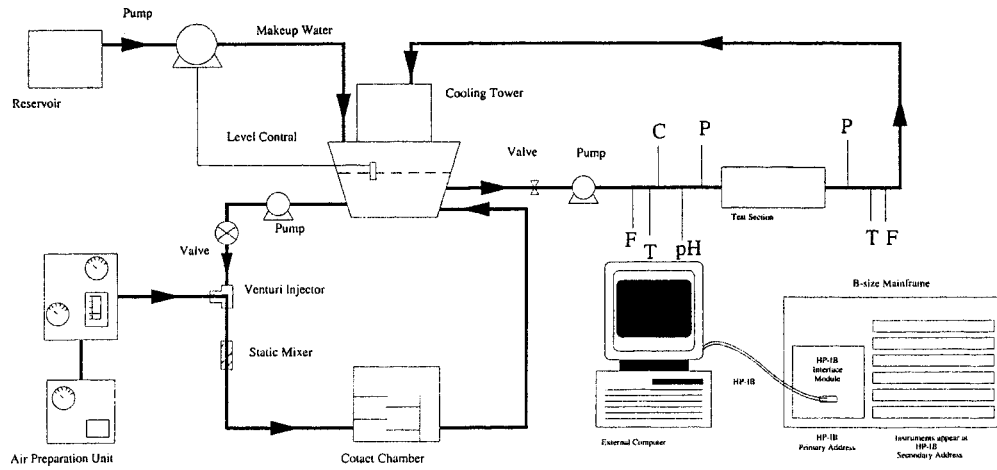 Pump
Makeup Water
Reservoir
Cooling Tower
Level Contral
C
P
P
Valve
Pump
Test Section
F
T
pH
T
F
Pump
Valve
Venturi Injector
B-size Mainframe
Static Mixer
HP-IB
Interface
Module
HP-IB
External Computer
HP-IB
Primary Address
Instruments appear at
HP-IB
Secondary Address
Air Preparation Unit
Cotact Chamber